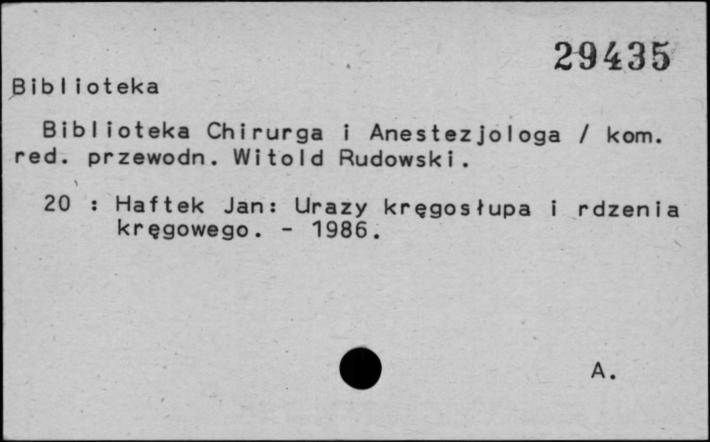 29435
Biblioteka
Biblioteka Chirurga i Anestezjologa / kom.
red. przewodn. Witold Rudowski.
20 : Haftek Jan: Urazy kręgosłupa i rdzenia
kręgowego. - 1986.
A.